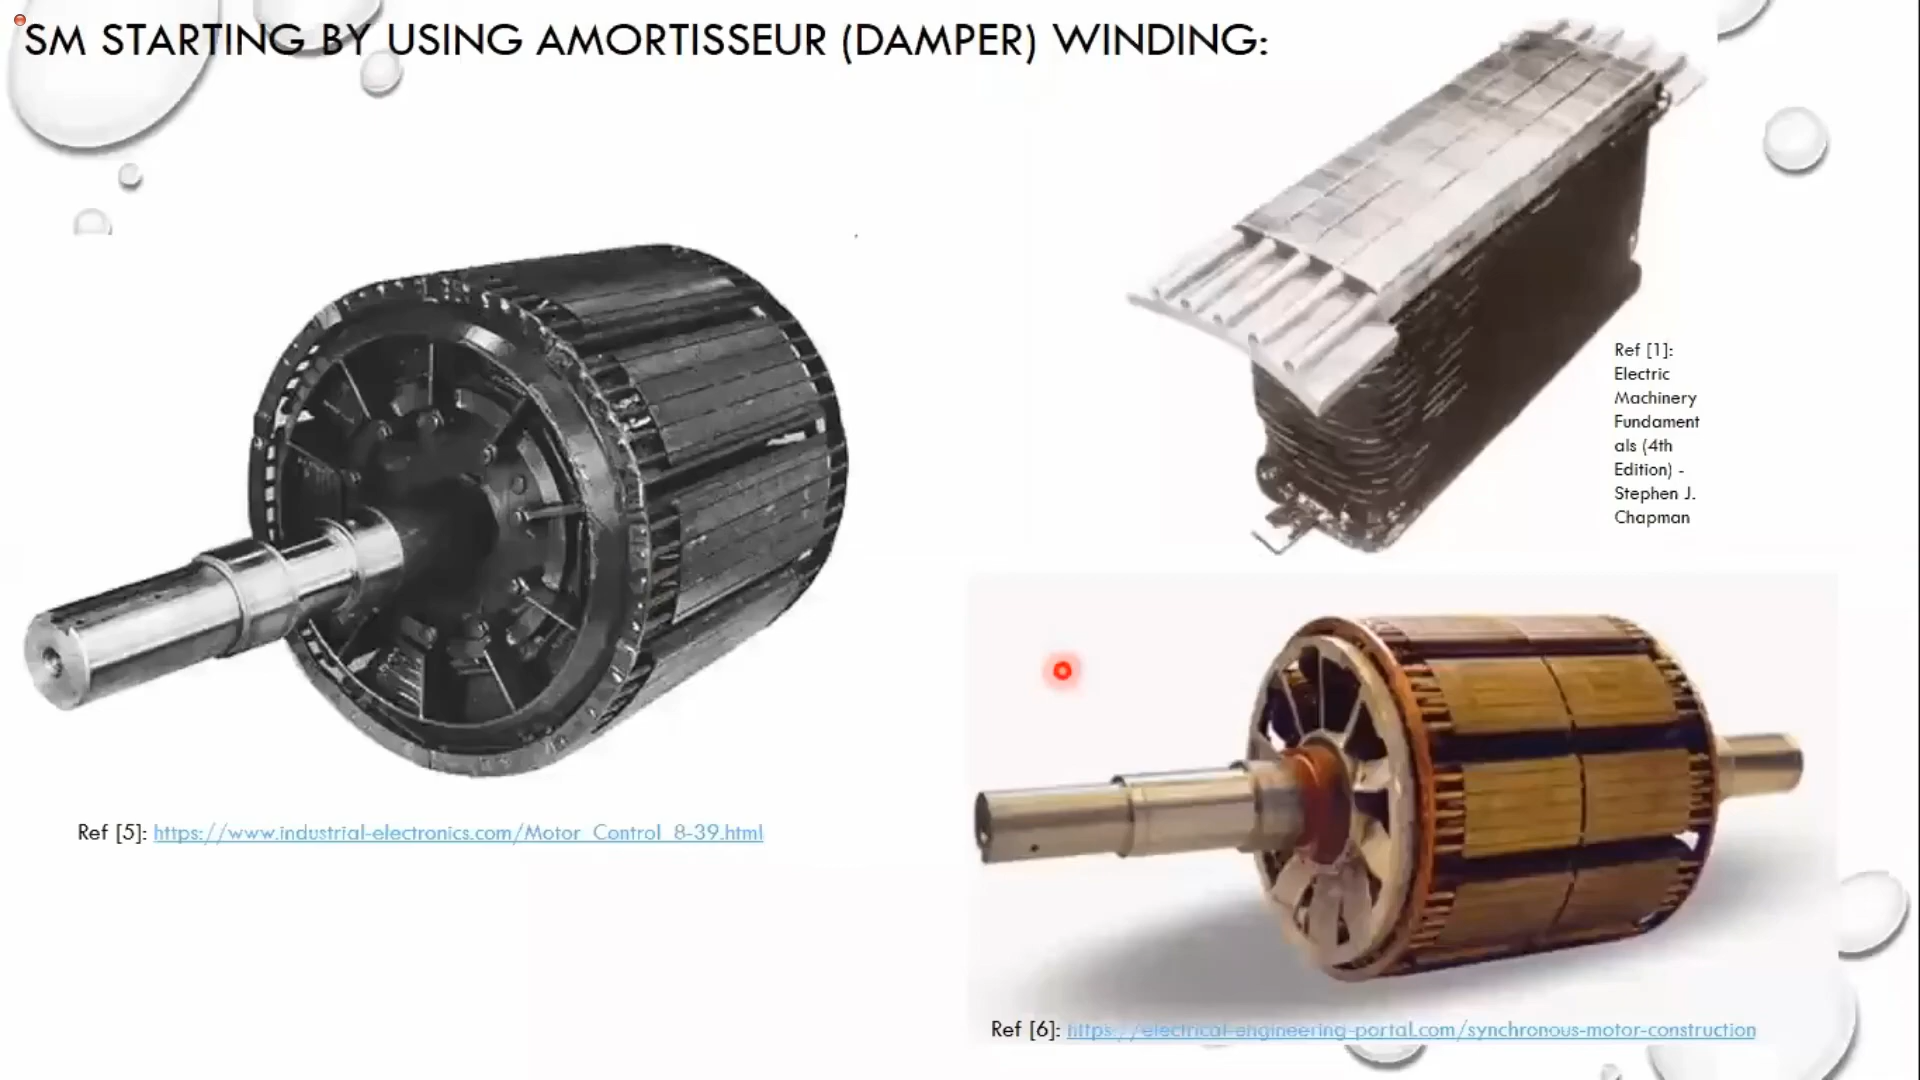 SM STARTING BY USING AMORTISSEUR (DAMPER) WINDING:
Ref [1]:
Electric
Machinery
Fundament
als (4th
Edition) -
Stephen J.
Chapman
Ref [5]: https://www.industrial-electronics.com/Motor_Control_8-39.html
Ref [6]: https://electrical-engineering-portal.com/synchronous-motor-construction